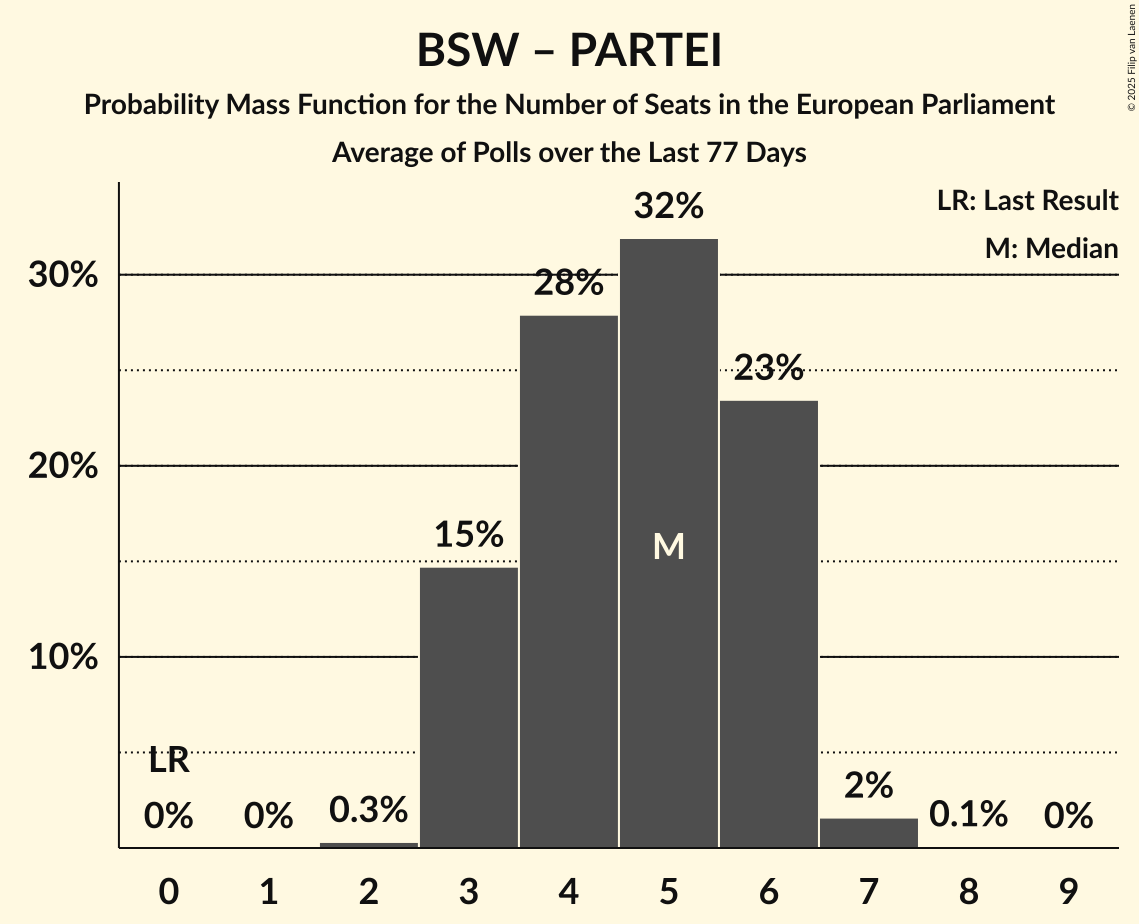 BSW – PARTEI
Probability Mass Function for the Number of Seats in the European Parliament
Average of Polls over the Last 77 Days
© 2025 Filip van Laenen
LR: Last Result
M: Median
32%
30%
28%
23%
20%
15%
M
10%
LR
0%
0%
0.3%
2%
0.1%
0%
0 1 2 3 4 5 6 7 8 9